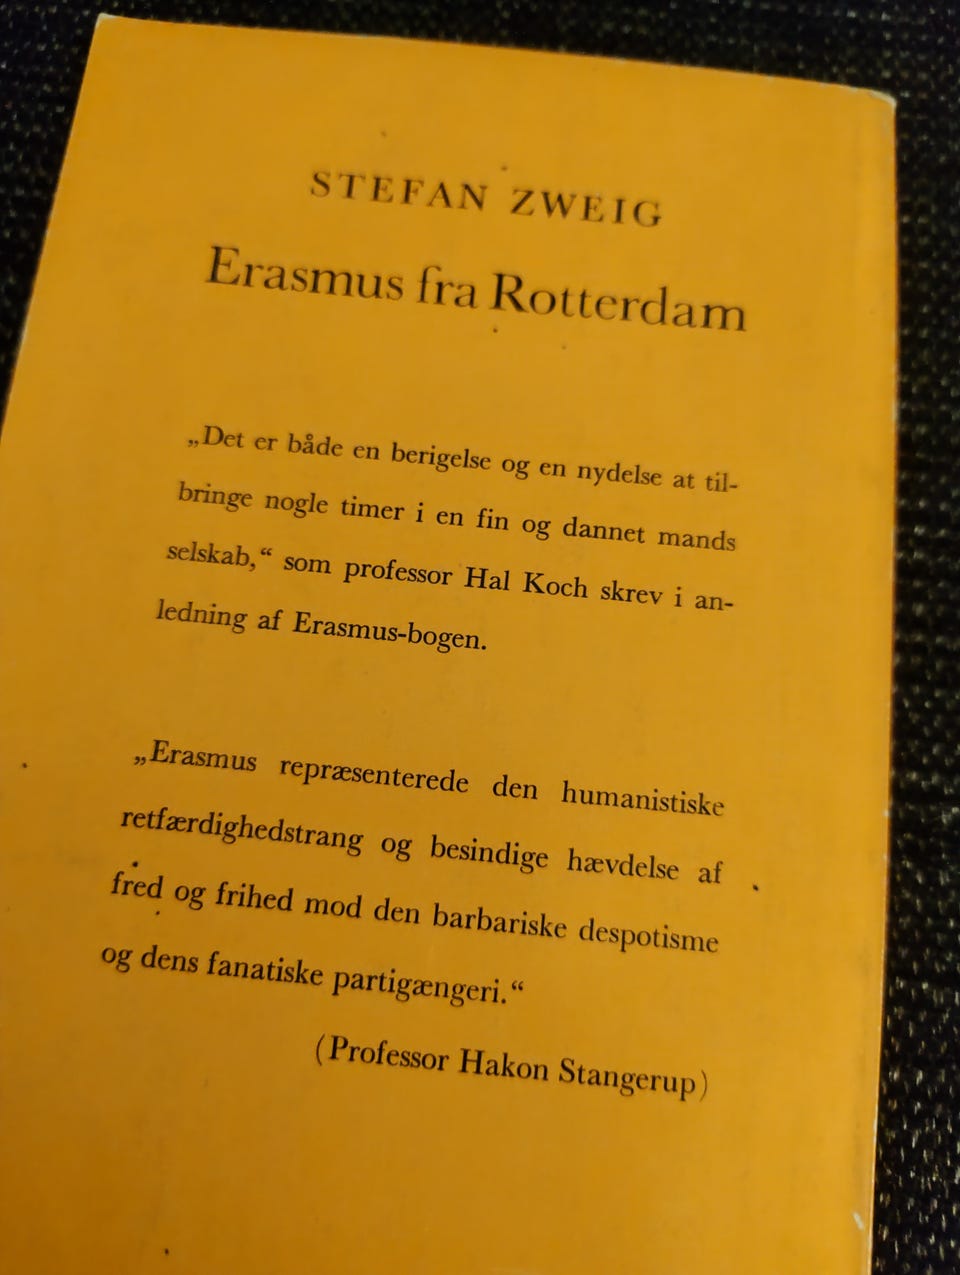 STEFAN ZWEIG
Erasmus fra Rotterdam
„Det er både en berigelse og en nydelse at til-
bringe nogle timer i en fin og dannet mands
selskab,“ som professor Hal Koch skrev i an-
ledning af Erasmus-bogen.
„Erasmus repræsenterede den humanistiske
retfærdighedstrang og besindige hævdelse af
fred og frihed mod den barbariske despotisme
og dens fanatiske partigængeri.“
(Professor Hakon Stangerup)